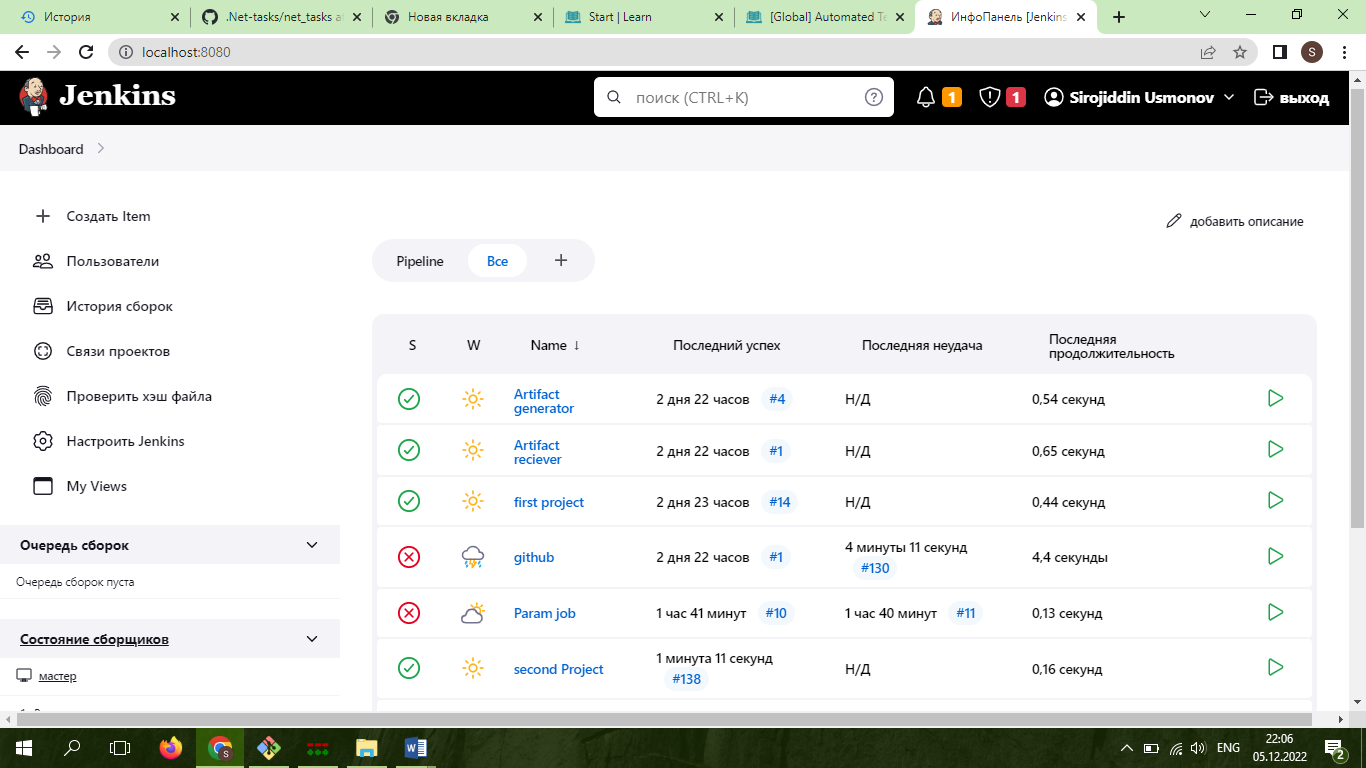 История
.Net-tasks/net_tasks at
Новая вкладка
Start | Learn
[Global] Automated Te
ИнфоПанель [Jenkins
localhost:8080
S
Jenkins
поиск (CTRL+K)
1
1
Sirojiddin Usmonov
выход
Dashboard
Создать Item
Пользователи
История сборок
Связи проектов
Проверить хэш файла
Настроить Jenkins
My Views
Очередь сборок
Очередь сборок пуста
Состояние сборщиков
мастер
добавить описание
Pipeline Все +
S W Name ↓ Последний успех Последняя неудача Последняя
продолжительность
Artifact
generator 2 дня 22 часов #4 Н/Д 0,54 секунд
Artifact
reciever 2 дня 22 часов #1 Н/Д 0,65 секунд
first project 2 дня 23 часов #14 Н/Д 0,44 секунд
github 2 дня 22 часов #1 4 минуты 11 секунд
#130 4,4 секунды
Param job 1 час 41 минут #10 1 час 40 минут #11 0,13 секунд
second Project 1 минута 11 секунд
#138 Н/Д 0,16 секунд
ENG
22:06
05.12.2022
2